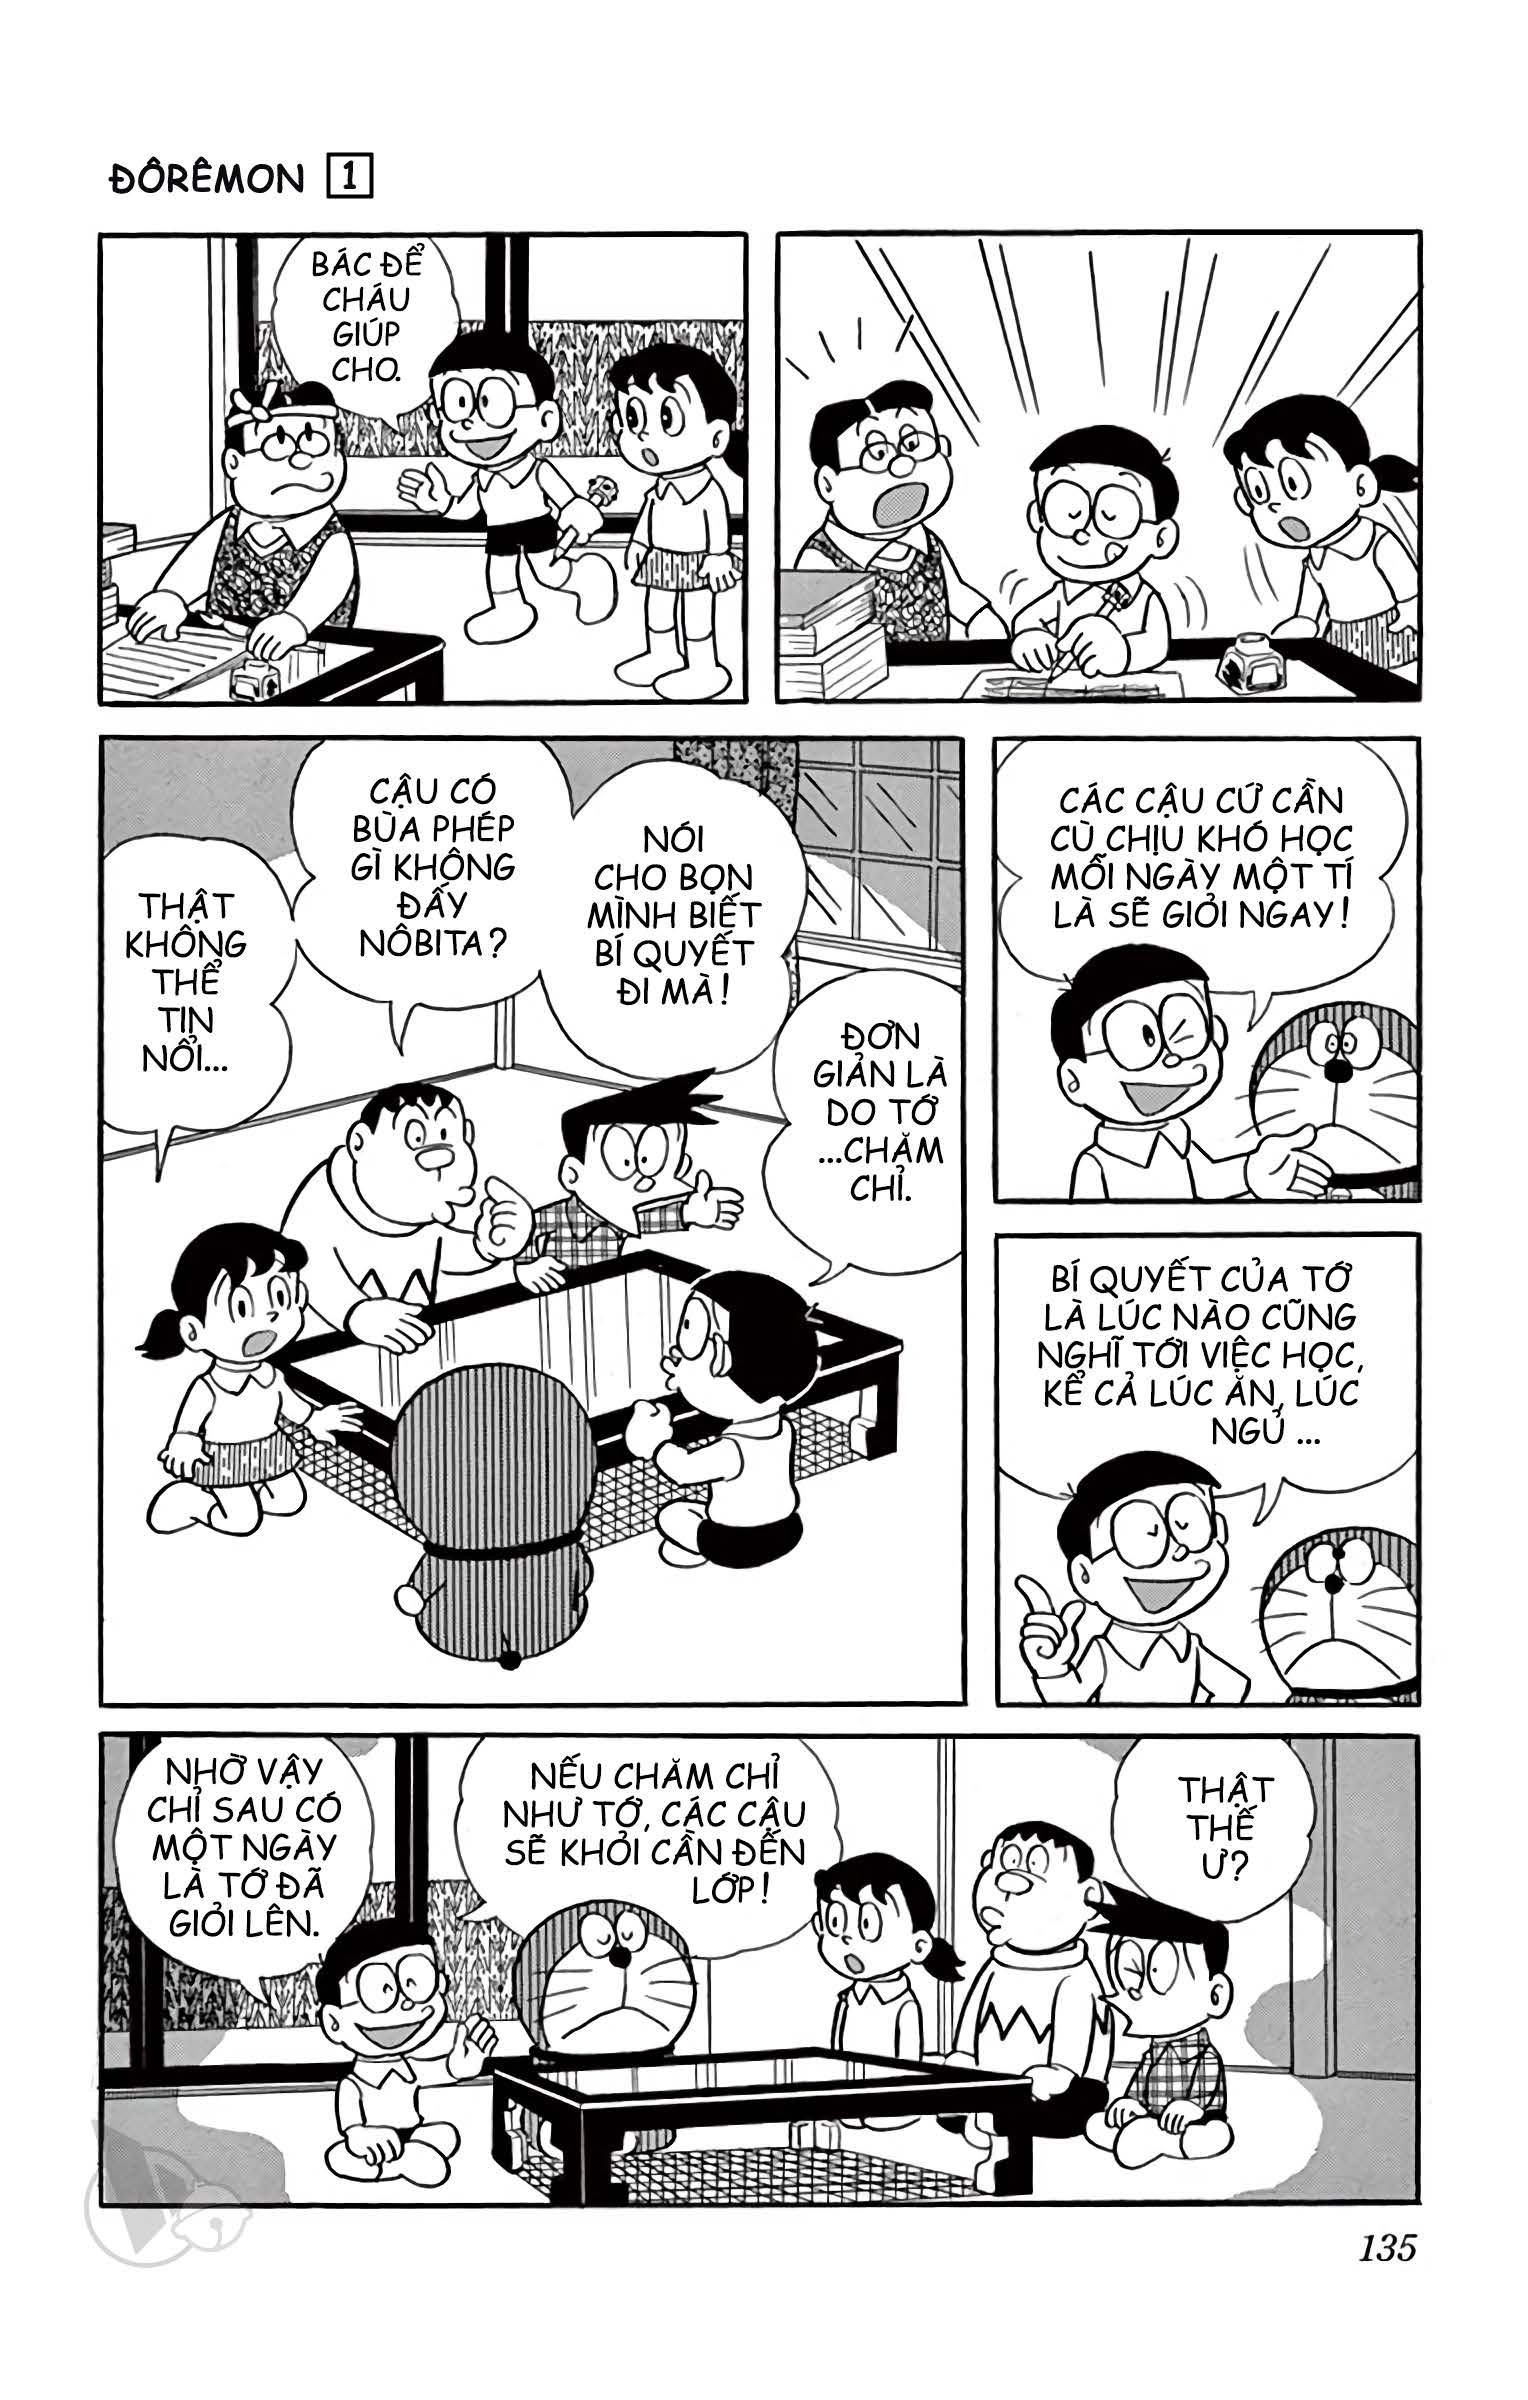 ĐÔRÊMON 1
BÁC ĐỂ
CHÁU
GIÚP
CHO.
THẬT
KHÔNG
THỂ
TIN
NỔI...
CẬU CÓ
BÙA PHÉP
GÌ KHÔNG
ĐẤY
NÔBITA?
NÓI
CHO BỌN
MÌNH BIẾT
BÍ QUYẾT
ĐI MÀ!
ĐƠN
GIẢN LÀ
DO TỚ
...CHĂM
CHỈ.
CÁC CẬU CỨ CẦN
CÙ CHỊU KHÓ HỌC
MỖI NGÀY MỘT TÍ
LÀ SẼ GIỎI NGAY!
BÍ QUYẾT CỦA TỚ
LÀ LÚC NÀO CŨNG
NGHĨ TỚI VIỆC HỌC,
KỂ CẢ LÚC ĂN, LÚC
NGỦ ...
NHỜ VẬY
CHỈ SAU CÓ
MỘT NGÀY
LÀ TỚ ĐÃ
GIỎI LÊN.
NẾU CHĂM CHỈ
NHƯ TỚ, CÁC CẬU
SẼ KHỎI CẦN ĐẾN
LỚP!
THẬT
THẾ
Ư?
135